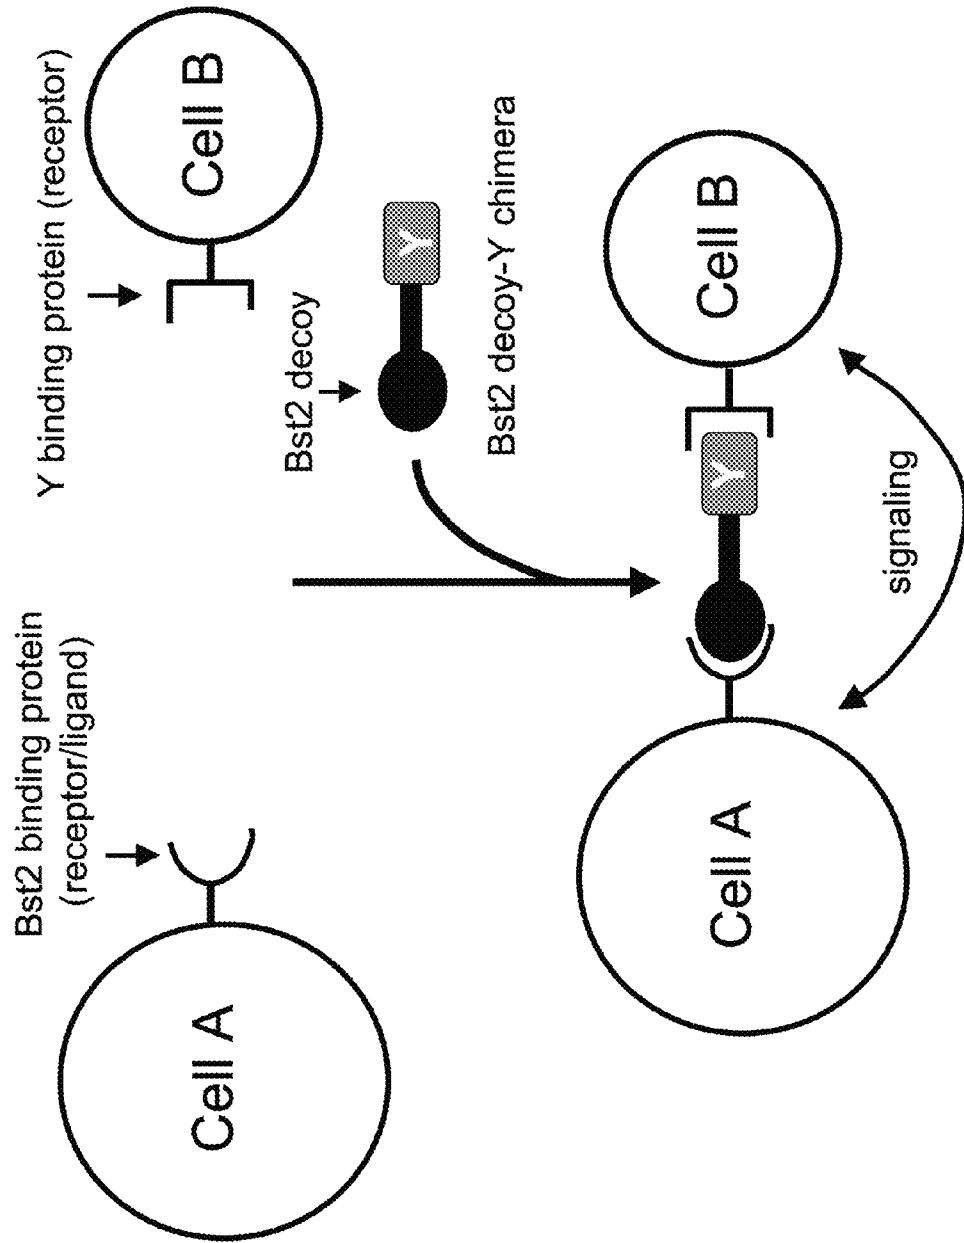 Bst2 binding protein
(receptor/ligand)
Y binding protein (receptor)
Cell A
Cell B
Bst2 decoy
Y
Bst2 decoy-Y chimera
Cell A
Y
Cell B
signaling